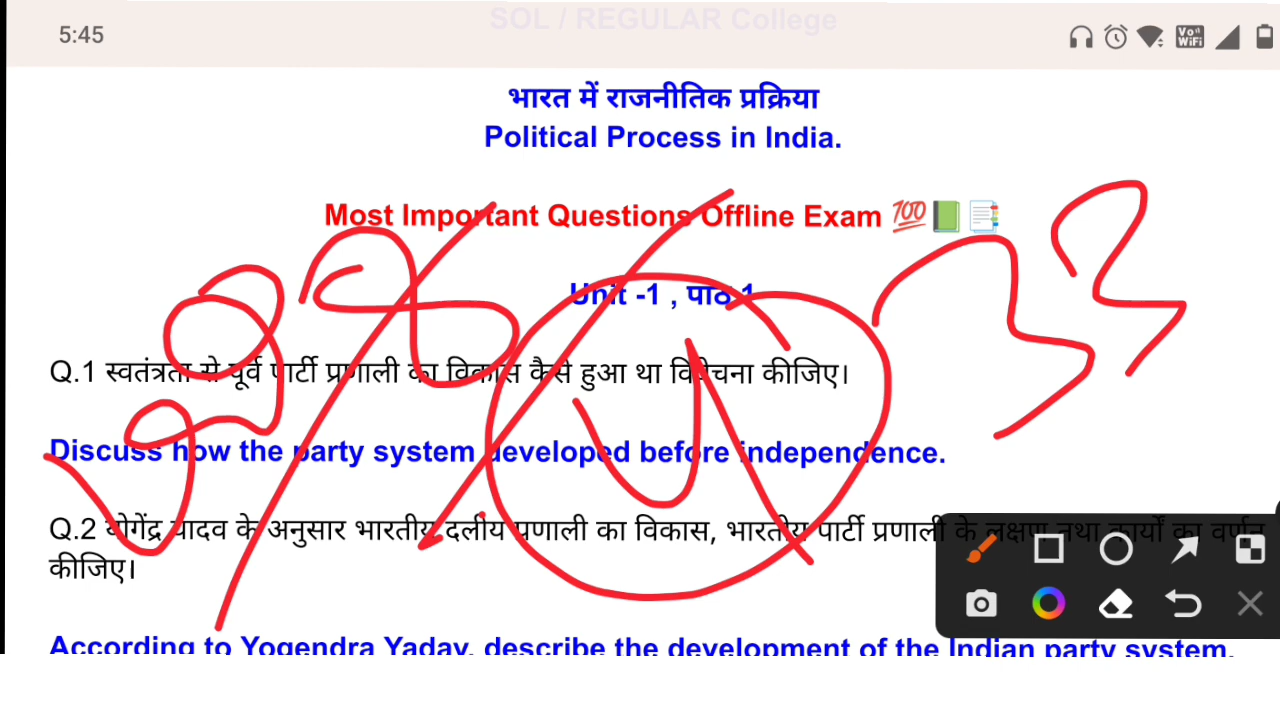 SOL / REGULAR College
5:45
Vo))
WiFi
भारत में राजनीतिक प्रक्रिया
Political Process in India.
Most Important Questions Offline Exam 💯📗📑
Unit -1 , पाठ 1
Q.1 स्वतंत्रता से पूर्व पार्टी प्रणाली का विकास कैसे हुआ था विवेचना कीजिए।
Discuss how the party system developed before independence.
Q.2 योगेंद्र यादव के अनुसार भारतीय दलीय प्रणाली का विकास, भारतीय पार्टी प्रणाली के लक्षण तथा कार्यों का वर्णन
कीजिए।
According to Yogendra Yadav, describe the development of the Indian party system,